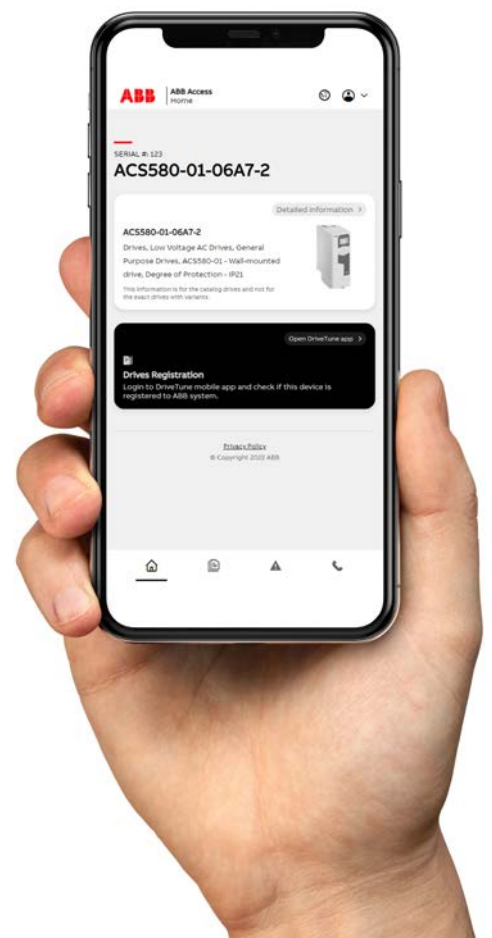 ABB
ABB Access
Home
SERIAL #: 123
ACS580-01-06A7-2
Detailed Information >
ACS580-01-06A7-2
Drives, Low Voltage AC Drives, General
Purpose Drives, ACS580-01 - Wall-mounted
drive, Degree of Protection - IP21
This information is for the catalog drives and not for
the exact drives with variants.
Open DriveTune app >
Drives Registration
Login to DriveTune mobile app and check if this device is
registered to ABB system.
Privacy Policy
© Copyright 2022 ABB